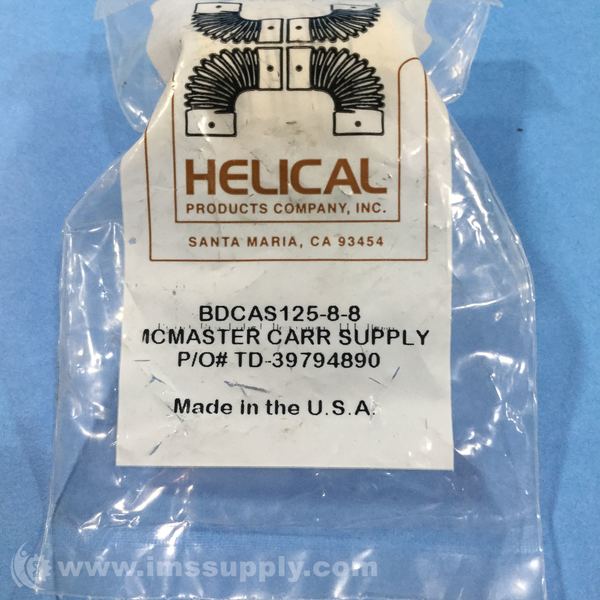 HELICAL
PRODUCTS COMPANY, INC.
SANTA MARIA, CA 93454
BDCAS125-8-8
MCMASTER CARR SUPPLY
P/O# TD-39794890
Made in the U.S.A.
www.imssupply.com